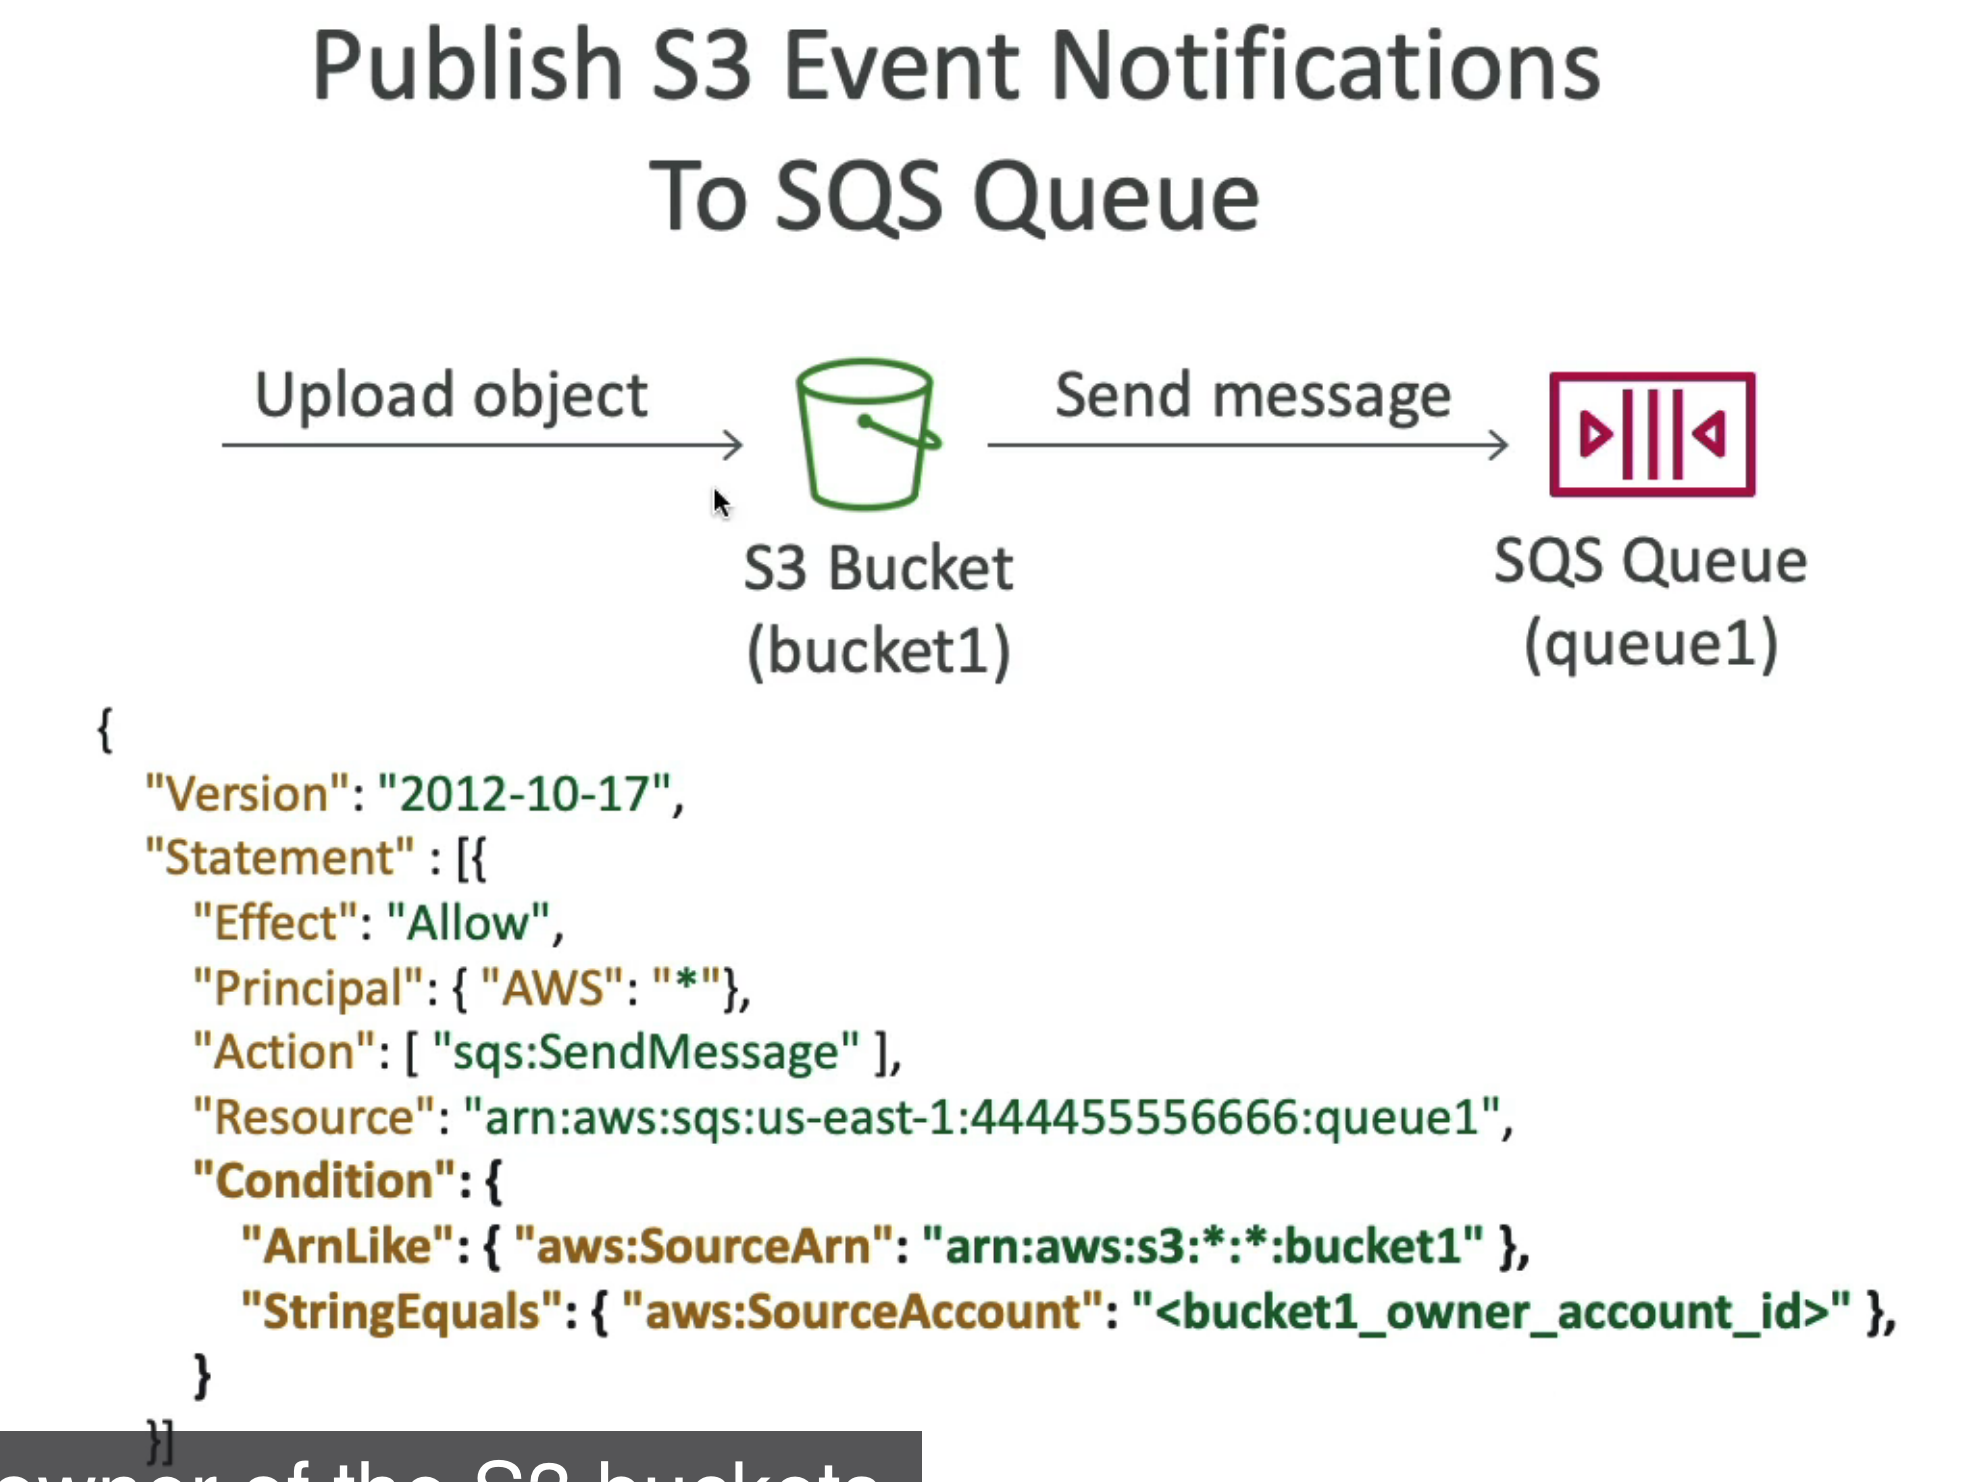 Publish S3 Event Notifications
To SQS Queue
Upload object
Send message
S3 Bucket
(bucket1)
SQS Queue
(queue1)
{
"Version": "2012-10-17",
"Statement" : [{
"Effect": "Allow",
"Principal": { "AWS": "*"},
"Action": [ "sqs:SendMessage" ],
"Resource": "arn:aws:sqs:us-east-1:444455556666:queue1",
"Condition": {
"ArnLike": { "aws:SourceArn": "arn:aws:s3:*:*:bucket1" },
"StringEquals": { "aws:SourceAccount": "<bucket1_owner_account_id>" },
}
}]
owner of the S3 buckets